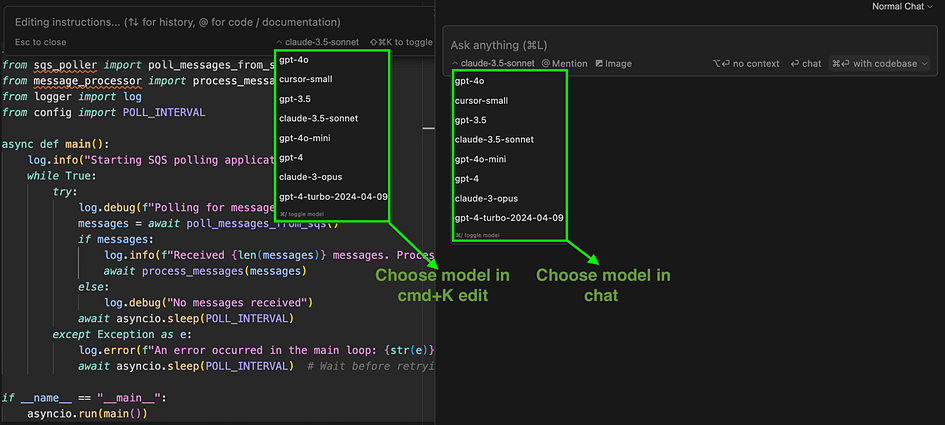 Editing instructions... (⇅ for history, @ for code / documentation)
Esc to close
claude-3.5-sonnet
⇧⌘K to toggle
gpt-4o
cursor-small
gpt-3.5
claude-3.5-sonnet
gpt-4o-mini
gpt-4
claude-3-opus
gpt-4-turbo-2024-04-09
⌘/ toggle model
from sqs_poller import poll_messages_from_s
from message_processor import process_messa
from logger import log
from config import POLL_INTERVAL
async def main():
log.info("Starting SQS polling applicat
while True:
try:
log.debug(f"Polling for message
messages = await poll_messages_from_sqs()
if messages:
log.info(f"Received {len(messages)} messages. Proces
await process_messages(messages)
else:
log.debug("No messages received")
await asyncio.sleep(POLL_INTERVAL)
except Exception as e:
log.error(f"An error occurred in the main loop: {str(e)}
await asyncio.sleep(POLL_INTERVAL) # Wait before retryi
if __name__ == "__main__":
asyncio.run(main())
Choose model in
cmd+K edit
Normal Chat
Ask anything (⌘L)
claude-3.5-sonnet @ Mention Image
⌥⏎ no context ⏎ chat ⌘⏎ with codebase
gpt-4o
cursor-small
gpt-3.5
claude-3.5-sonnet
gpt-4o-mini
gpt-4
claude-3-opus
gpt-4-turbo-2024-04-09
⌘/ toggle model
Choose model in
chat